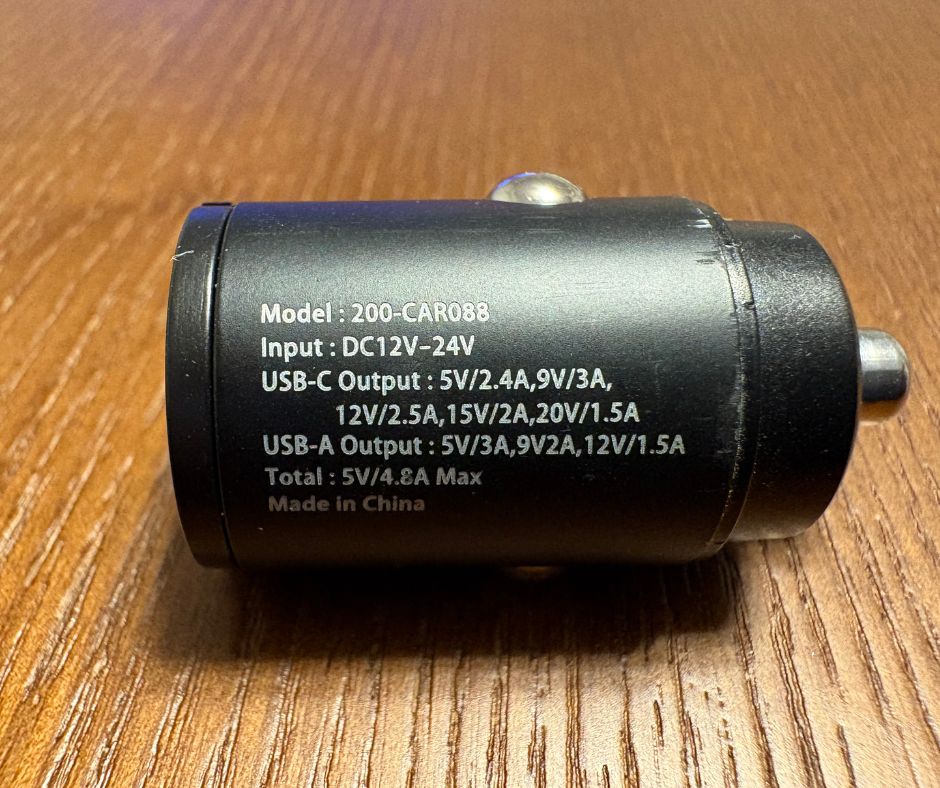 Model : 200-CAR088
Input : DC12V-24V
USB-C Output : 5V/2.4A,9V/3A,
12V/2.5A,15V/2A,20V/1.5A
USB-A Output : 5V/3A,9V2A,12V/1.5A
Total : 5V/4.8A Max
Made in China